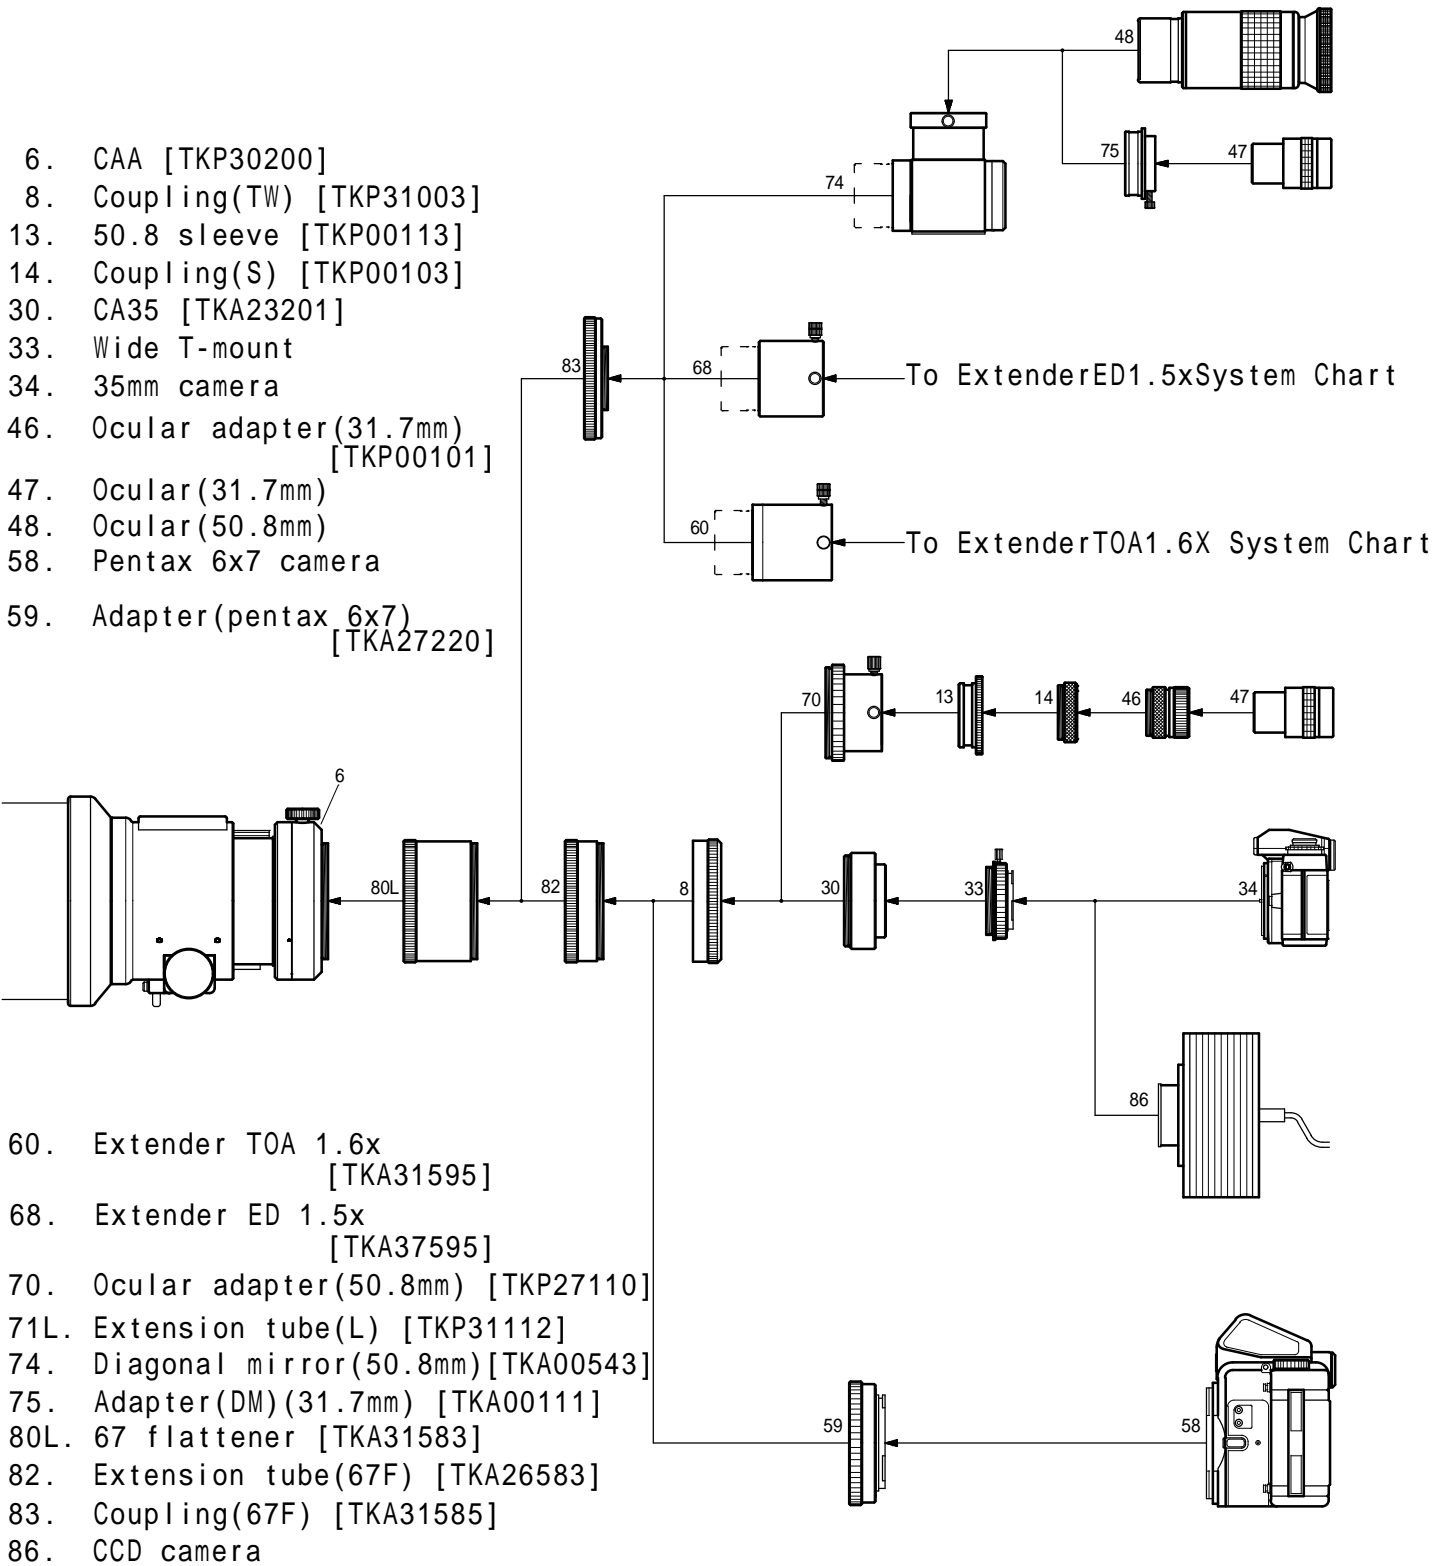 6. CAA [TKP30200]
8. Coupling(TW) [TKP31003]
13. 50.8 sleeve [TKP00113]
14. Coupling(S) [TKP00103]
30. CA35 [TKA23201]
33. Wide T-mount
34. 35mm camera
46. Ocular adapter(31.7mm)
[TKP00101]
47. Ocular(31.7mm)
48. Ocular(50.8mm)
58. Pentax 6x7 camera
59. Adapter(pentax 6x7)
[TKA27220]
48
75
47
74
83
68
To ExtenderED1.5xSystem Chart
60
To ExtenderTOA1.6X System Chart
70
13
14
46
47
6
80L
82
8
30
33
34
86
59
58
60. Extender TOA 1.6x
[TKA31595]
68. Extender ED 1.5x
[TKA37595]
70. Ocular adapter(50.8mm) [TKP27110]
71L. Extension tube(L) [TKP31112]
74. Diagonal mirror(50.8mm)[TKA00543]
75. Adapter(DM)(31.7mm) [TKA00111]
80L. 67 flattener [TKA31583]
82. Extension tube(67F) [TKA26583]
83. Coupling(67F) [TKA31585]
86. CCD camera